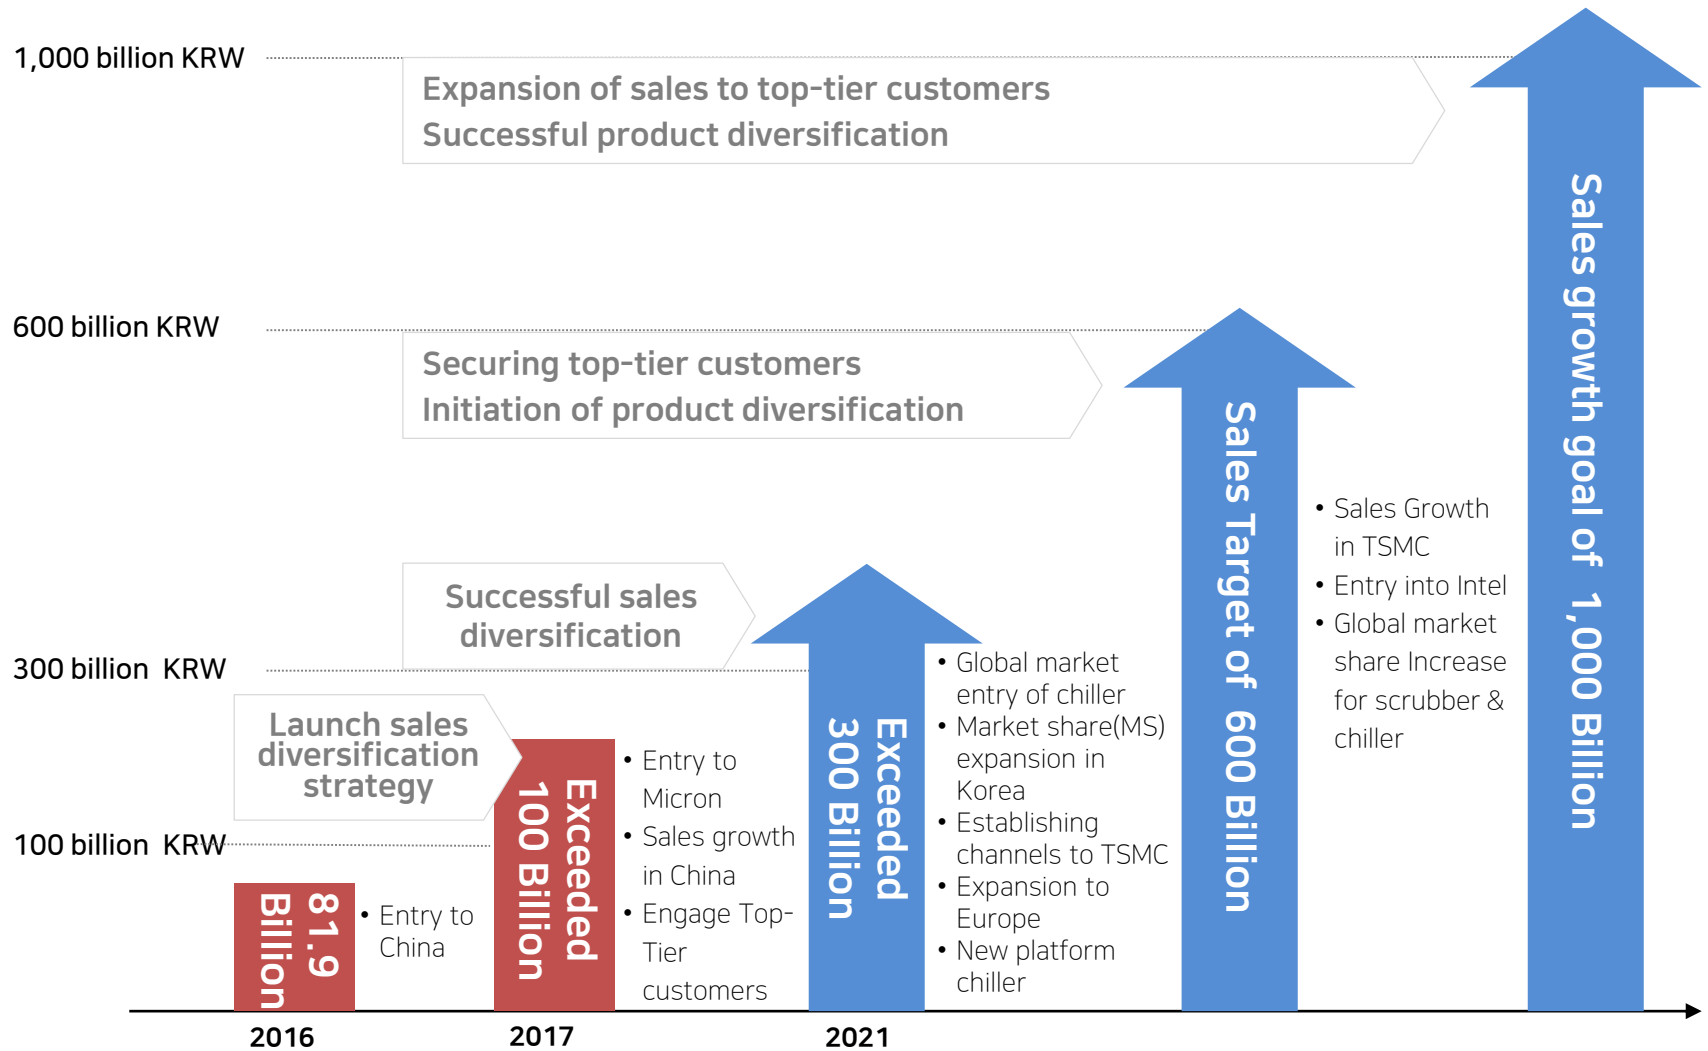 1,000 billion KRW
Expansion of sales to top-tier customers
Successful product diversification
600 billion KRW
Securing top-tier customers
Initiation of product diversification
300 billion KRW
Successful sales
diversification
Launch sales
diversification
strategy
100 billion KRW
81.9
Billion
• Entry to
China
Exceeded
100 Billion
• Entry to
Micron
• Sales growth
in China
• Engage Top-
Tier
customers
Exceeded
300 Billion
• Global market
entry of chiller
• Market share(MS)
expansion in
Korea
• Establishing
channels to TSMC
• Expansion to
Europe
• New platform
chiller
Sales Target of 600 Billion
• Sales Growth
in TSMC
• Entry into Intel
• Global market
share Increase
for scrubber &
chiller
Sales growth goal of 1,000 Billion
2016
2017
2021